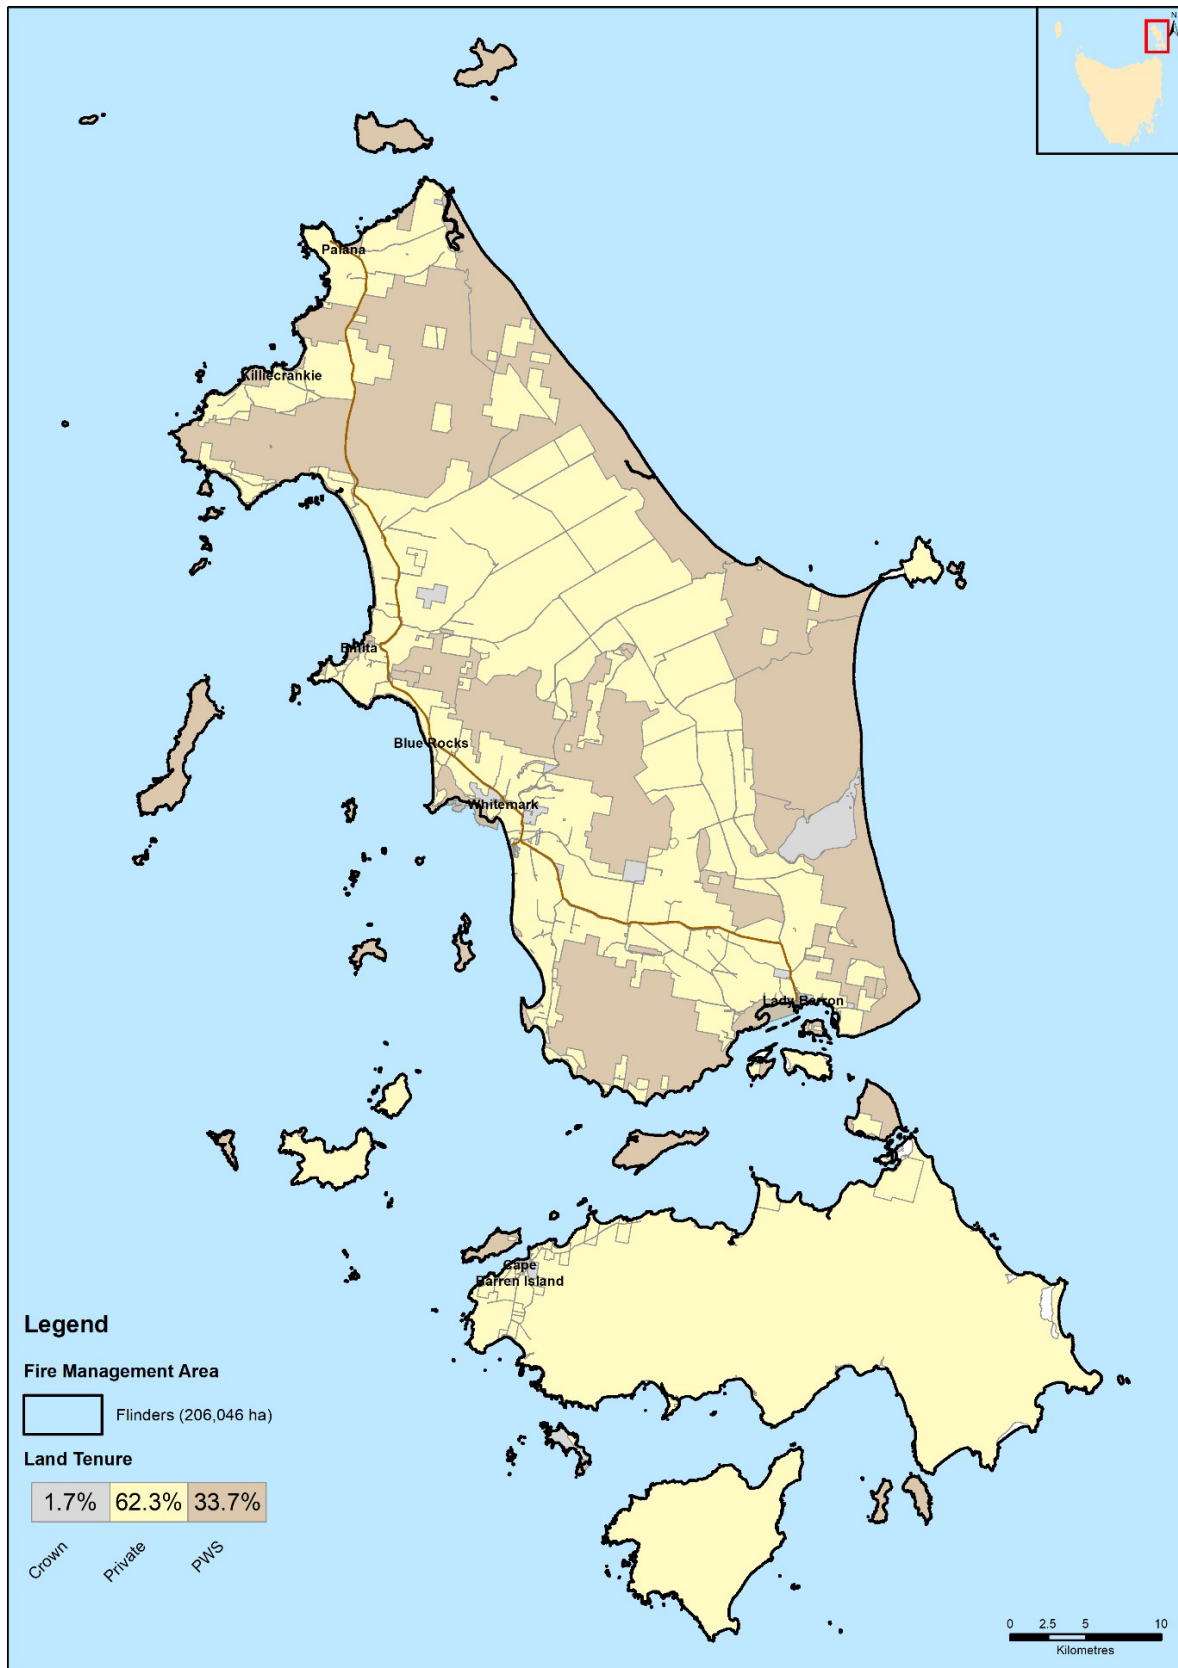 N
Palana
Killiecrankie
Emita
Blue Rocks
Whitemark
Lady Barron
Cape
Barren Island
Legend
Fire Management Area
Flinders (206,046 ha)
Land Tenure
1.7% 62.3% 33.7%
Crown Private PWS
0 2.5 5 10
Kilometres